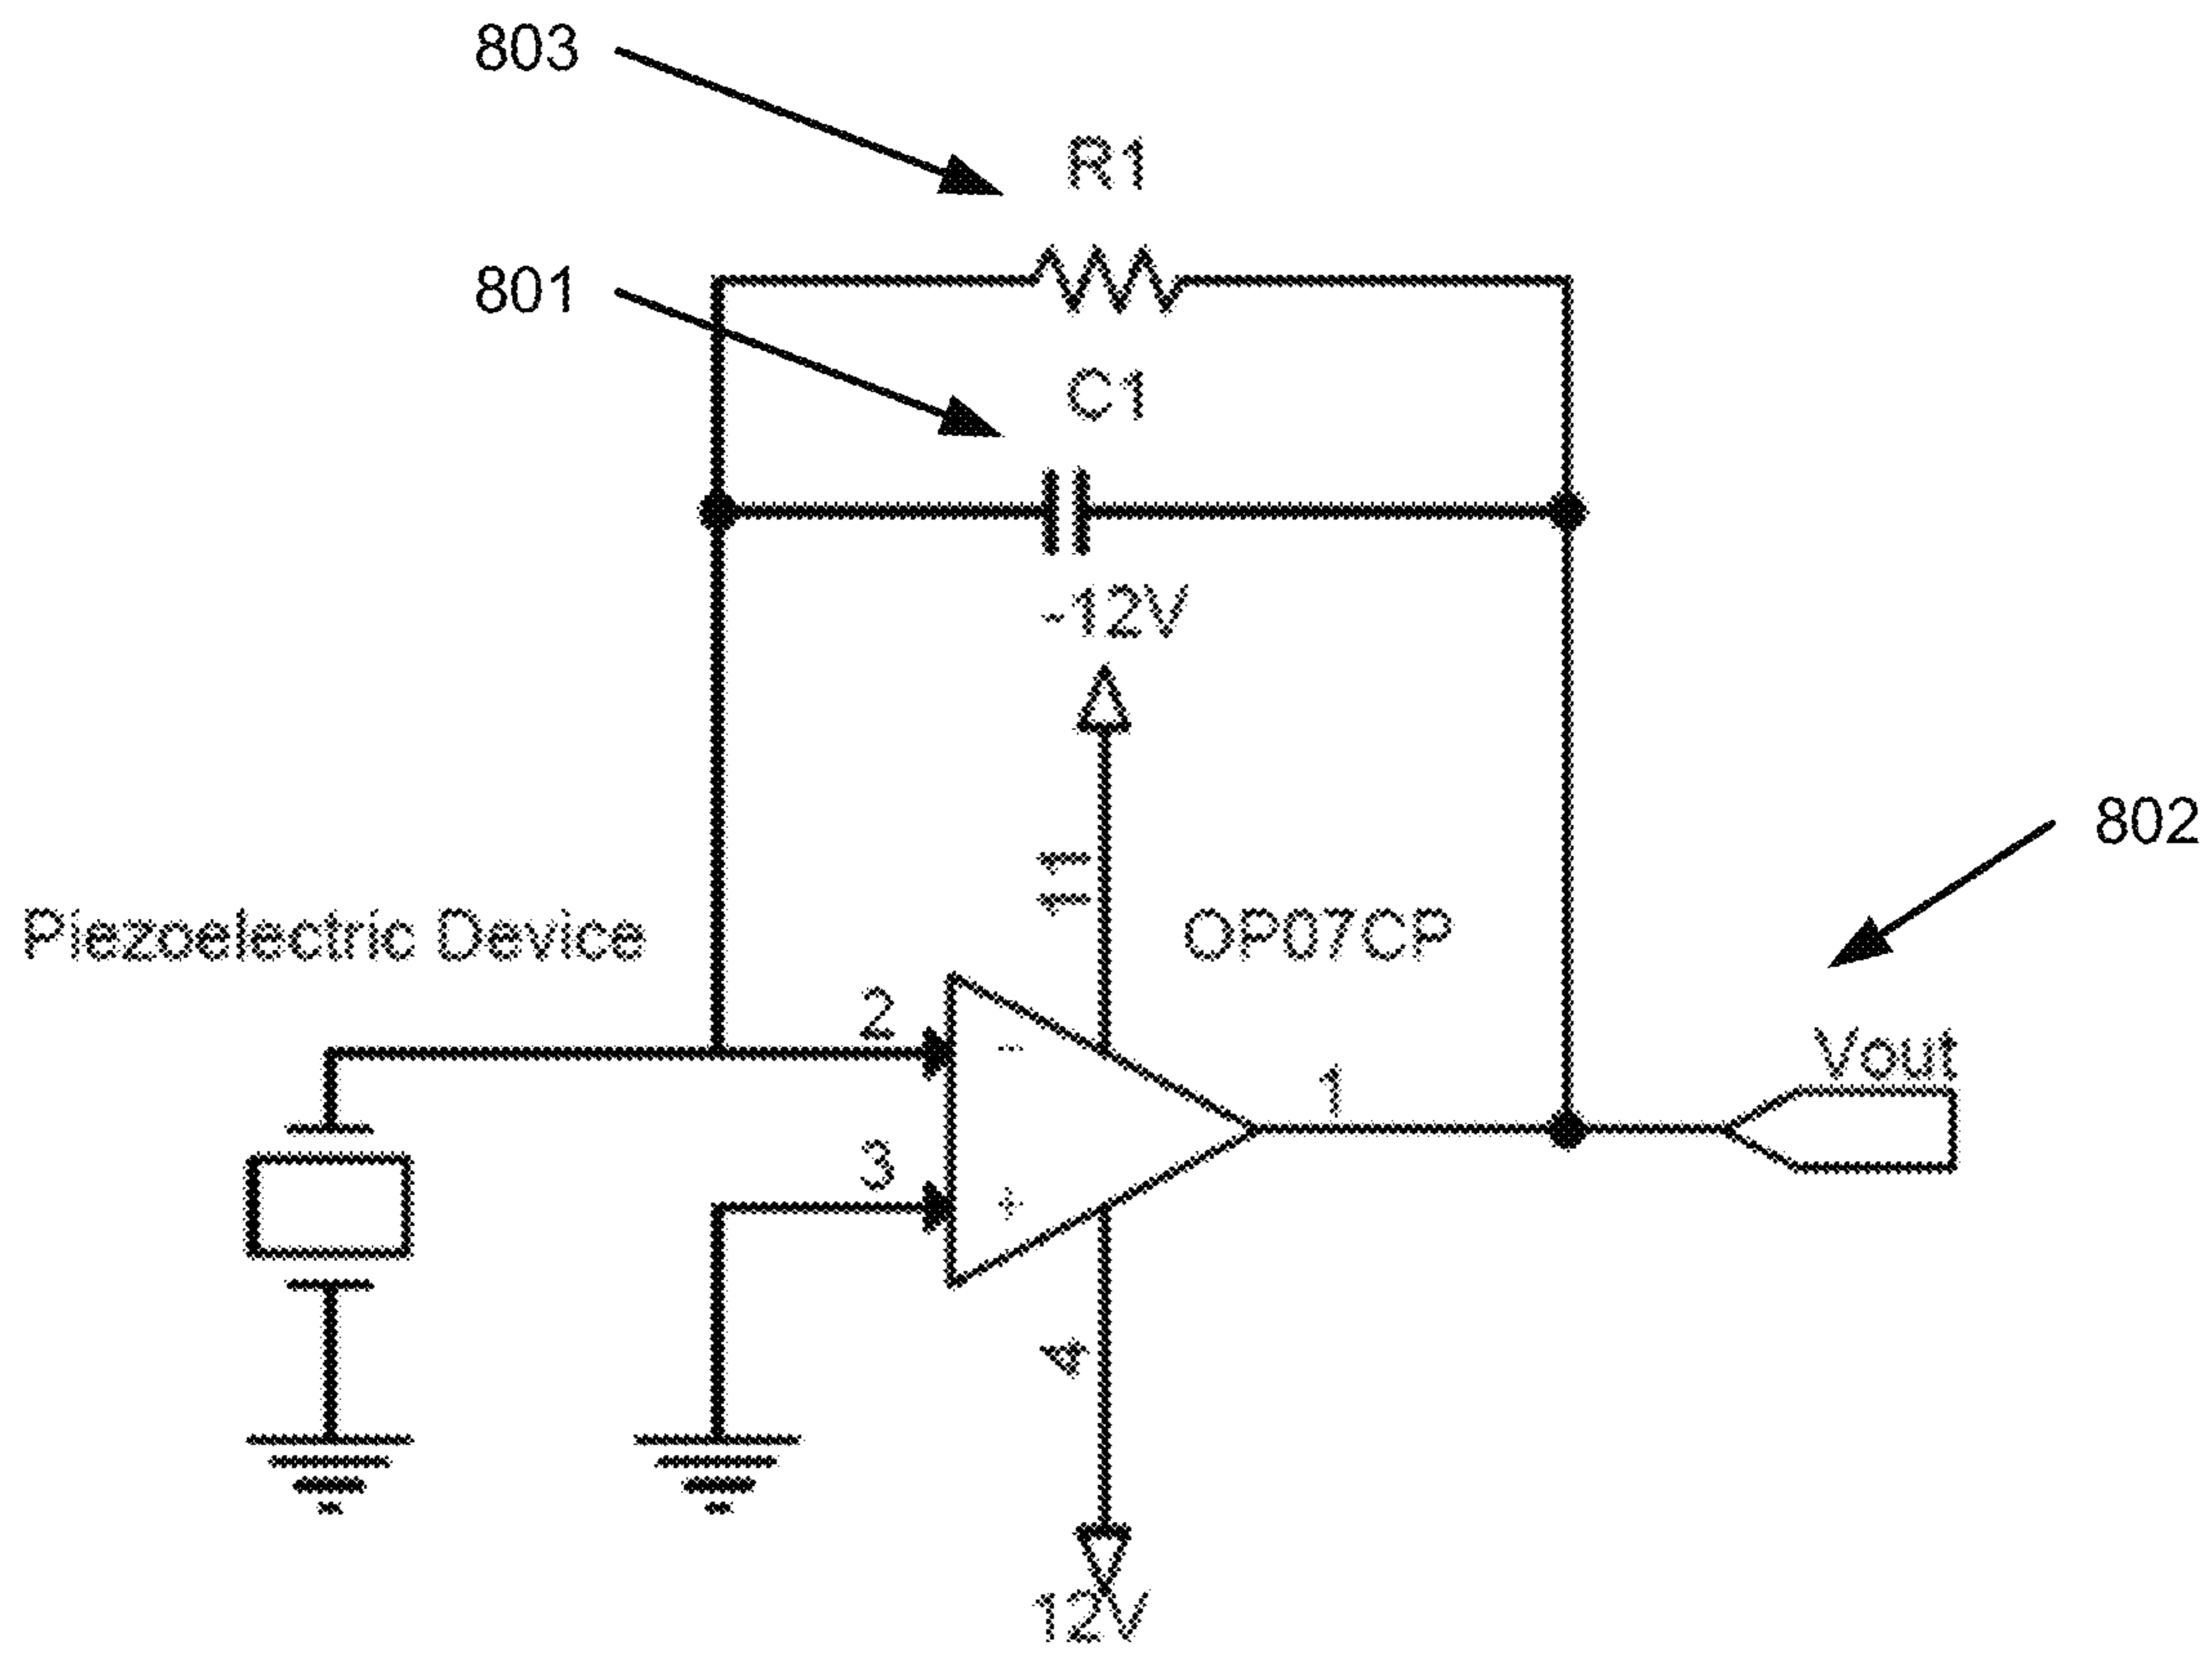 803
R1
801
C1
-12V
802
11
Piezoelectric Device
OP07CP
2
-
Vout
1
3
+
4
12V